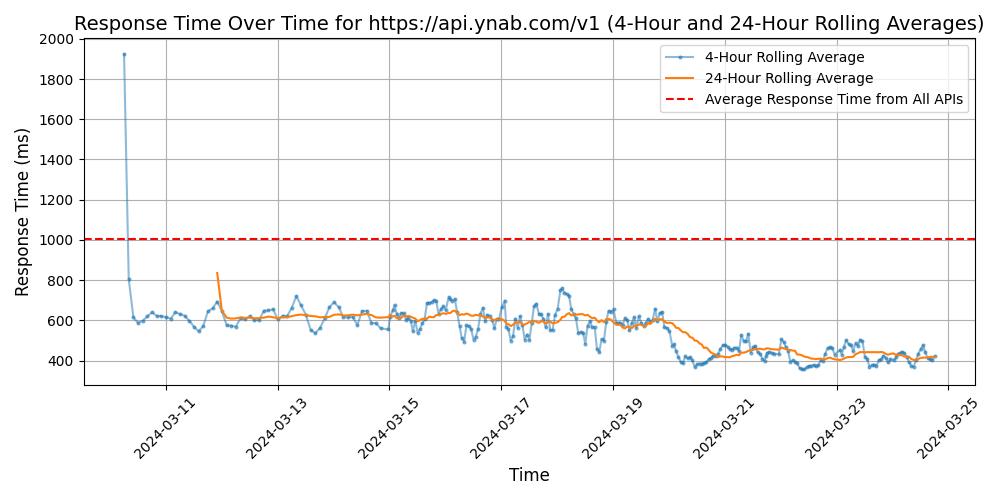 Response Time Over Time for https://api.ynab.com/v1 (4-Hour and 24-Hour Rolling Averages)
4-Hour Rolling Average
24-Hour Rolling Average
Average Response Time from All APIs
Response Time (ms)
2000
1800
1600
1400
1200
1000
800
600
400
2024-03-11
2024-03-13
2024-03-15
2024-03-17
2024-03-19
2024-03-21
2024-03-23
2024-03-25
Time